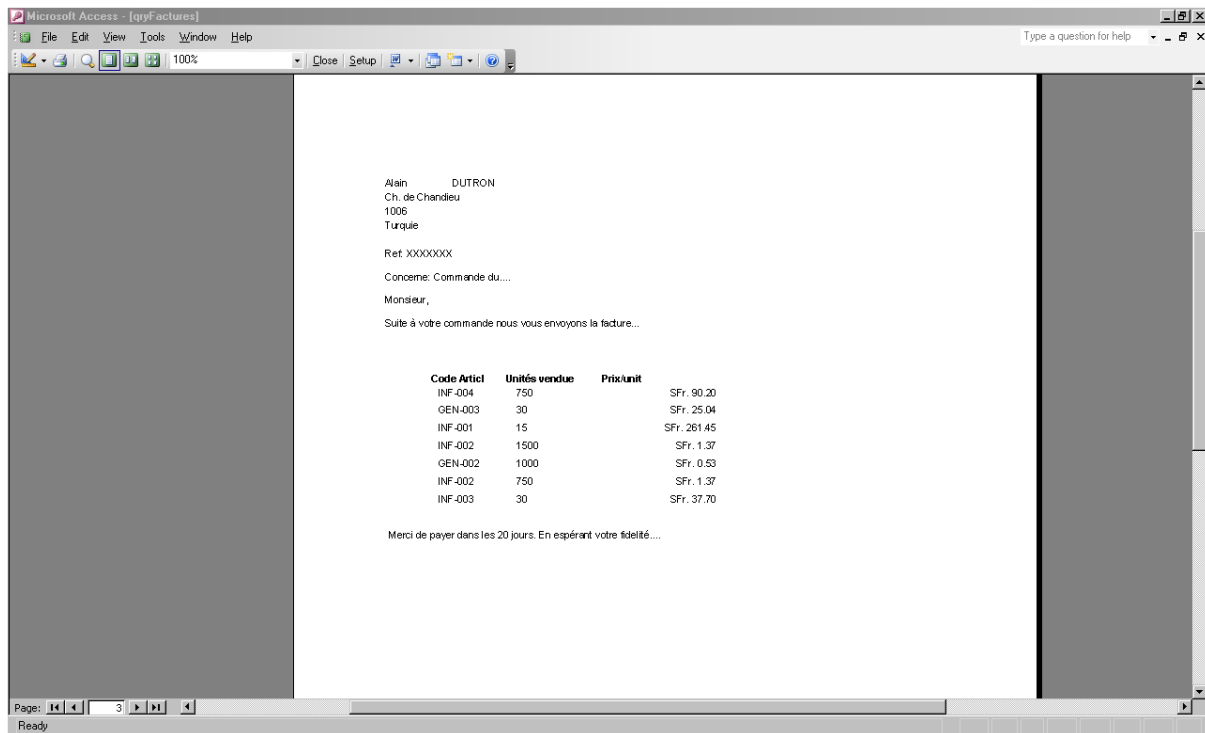 Microsoft Access - [qryFactures]
File Edit View Tools Window Help Type a question for help
100% Close Setup
Alain DUTRON
Ch. de Chandieu
1006
Turquie
Ref: XXXXXXX
Concerne: Commande du....
Monsieur,
Suite à votre commande nous vous envoyons la facture...
Code Articl Unités vendue Prix/unit
INF-004 750 SFr. 90.20
GEN-003 30 SFr. 25.04
INF-001 15 SFr. 261.45
INF-002 1500 SFr. 1.37
GEN-002 1000 SFr. 0.53
INF-002 750 SFr. 1.37
INF-003 30 SFr. 37.70
Merci de payer dans les 20 jours. En espérant votre fidelité....
Page: 3
Ready